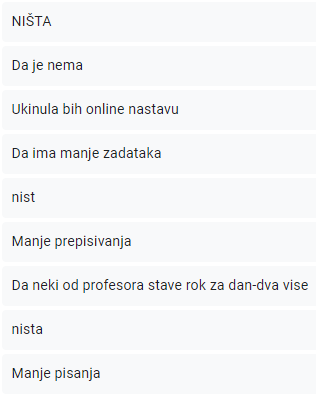 NIŠTA
Da je nema
Ukinula bih online nastavu
Da ima manje zadataka
nist
Manje prepisivanja
Da neki od profesora stave rok za dan-dva vise
nista
Manje pisanja